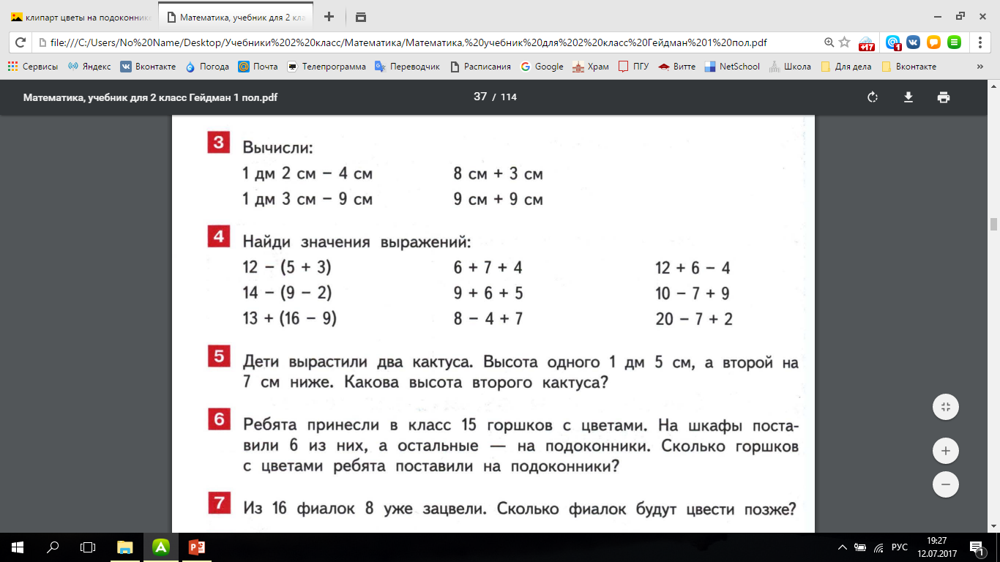 клипарт цветы на подоконнике
Математика, учебник для 2 кла
file:///C:/Users/No%20Name/Desktop/Учебники%202%20класс/Математика/Математика,%20учебник%20для%202%20класс%20Гейдман%201%20пол.pdf
+17
1
Сервисы Яндекс Вконтакте Погода Почта Телепрограмма Переводчик Расписания Google Храм ПГУ Витте NetSchool Школа Для дела Вконтакте »
Математика, учебник для 2 класс Гейдман 1 пол.pdf 37 / 114
3 Вычисли:
1 дм 2 см − 4 см 8 см + 3 см
1 дм 3 см − 9 см 9 см + 9 см
4 Найди значения выражений:
12 − (5 + 3) 6 + 7 + 4 12 + 6 − 4
14 − (9 − 2) 9 + 6 + 5 10 − 7 + 9
13 + (16 − 9) 8 − 4 + 7 20 − 7 + 2
5 Дети вырастили два кактуса. Высота одного 1 дм 5 см, а второй на
7 см ниже. Какова высота второго кактуса?
6 Ребята принесли в класс 15 горшков с цветами. На шкафы поста-
вили 6 из них, а остальные — на подоконники. Сколько горшков
с цветами ребята поставили на подоконники?
7 Из 16 фиалок 8 уже зацвели. Сколько фиалок будут цвести позже?
РУС
19:27
12.07.2017
1